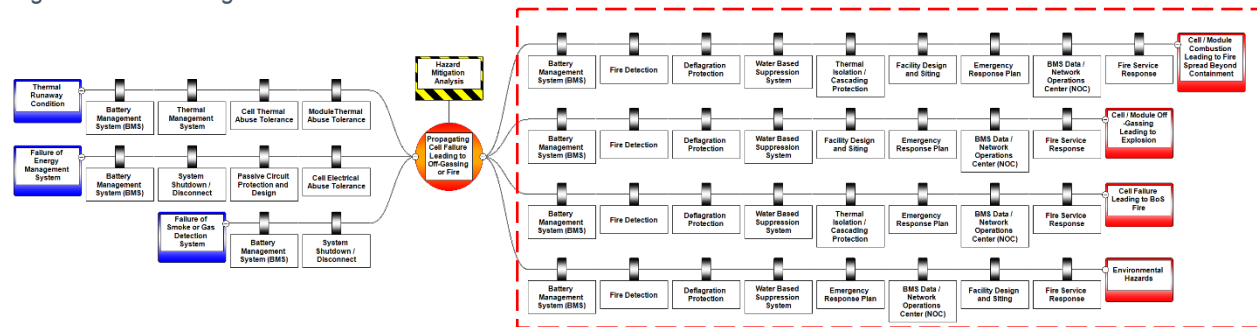 Hazard
Mitigation
Analysis
Thermal
Runaway
Condition
Battery
Management
System (BMS)
Thermal
Management
System
Cell Thermal
Abuse Tolerance
Module Thermal
Abuse Tolerance
Failure of
Energy
Management
System
Battery
Management
System (BMS)
System
Shutdown /
Disconnect
Passive Circuit
Protection and
Design
Cell Electrical
Abuse Tolerance
Failure of
Smoke or Gas
Detection
System
Battery
Management
System (BMS)
System
Shutdown /
Disconnect
Propagating
Cell Failure
Leading to
Off-Gassing
or Fire
Battery
Management
System (BMS)
Fire Detection
Deflagration
Protection
Water Based
Suppression
System
Thermal
Isolation /
Cascading
Protection
Facility Design
and Siting
Emergency
Response Plan
BMS Data /
Network
Operations
Center (NOC)
Fire Service
Response
Cell / Module
Combustion
Leading to Fire
Spread Beyond
Containment
Battery
Management
System (BMS)
Fire Detection
Deflagration
Protection
Water Based
Suppression
System
Facility Design
and Siting
Emergency
Response Plan
BMS Data /
Network
Operations
Center (NOC)
Fire Service
Response
Cell / Module Off
-Gassing
Leading to
Explosion
Battery
Management
System (BMS)
Fire Detection
Deflagration
Protection
Water Based
Suppression
System
Thermal
Isolation /
Cascading
Protection
Emergency
Response Plan
BMS Data /
Network
Operations
Center (NOC)
Fire Service
Response
Cell Failure
Leading to BoS
Fire
Battery
Management
System (BMS)
Fire Detection
Deflagration
Protection
Water Based
Suppression
System
Emergency
Response Plan
BMS Data /
Network
Operations
Center (NOC)
Facility Design
and Siting
Fire Service
Response
Environmental
Hazards